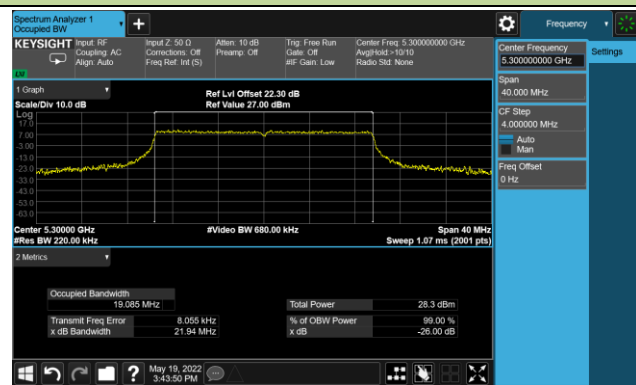 Spectrum Analyzer 1
Occupied BW
Frequency
KEYSIGHT
Input: RF
Coupling: AC
Align: Auto
Input Z: 50 Ω
Corrections: Off
Freq Ref: Int (S)
Atten: 10 dB
Preamp: Off
Trig: Free Run
Gate: Off
#IF Gain: Low
Center Freq: 5.300000000 GHz
Avg|Hold:>10/10
Radio Std: None
Center Frequency
5.300000000 GHz
Settings
Span
40.000 MHz
CF Step
4.000000 MHz
Auto
Man
Freq Offset
0 Hz
1 Graph
Scale/Div 10.0 dB
Ref Lvl Offset 22.30 dB
Ref Value 27.00 dBm
Log
17.0
7.00
-3.00
-13.0
-23.0
-33.0
-43.0
-53.0
-63.0
Center 5.30000 GHz
#Res BW 220.00 kHz
#Video BW 680.00 kHz
Span 40 MHz
Sweep 1.07 ms (2001 pts)
2 Metrics
Occupied Bandwidth
19.085 MHz
Total Power 28.3 dBm
Transmit Freq Error 8.055 kHz
% of OBW Power 99.00 %
x dB Bandwidth 21.94 MHz
x dB -26.00 dB
?
May 19, 2022
3:43:50 PM